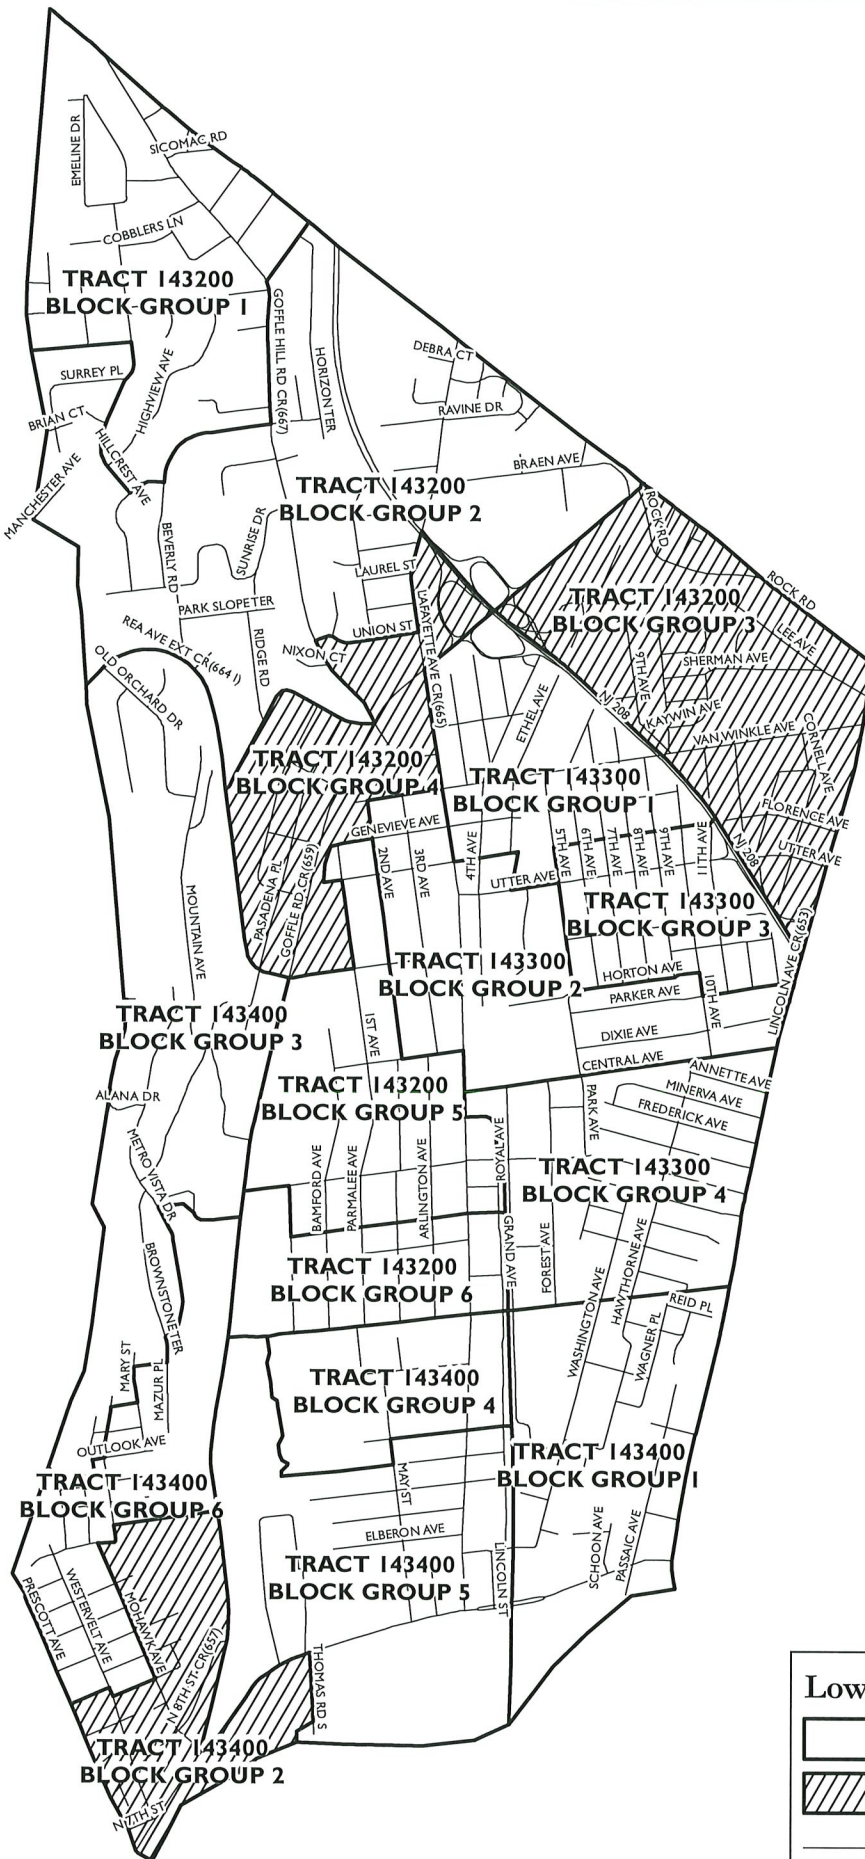 SICOMAC RD
EMELINE DR
COBBLERS LN
TRACT 143200
BLOCK GROUP 1
GOFFLE HILL RD CR(667)
HORIZON TER
DEBRA CT
SURREY PL
HIGHVIEW AVE
RAVINE DR
BRIAN CT
HILLCREST AVE
BRAEN AVE
MANCHESTER AVE
TRACT 143200
BLOCK GROUP 2
ROCK RD
BEVERLY RD
SUNRISE DR
LAUREL ST
ROCK RD
TRACT 143200
BLOCK GROUP 3
PARK SLOPETER
LAFAYETTE AVE CR(665)
REA AVE EXT CR(664 I)
UNION ST
LEE AVE
OLD ORCHARD DR
RIDGE RD
NIXON CT
9TH AVE
SHERMAN AVE
ETHEL AVE
NJ 208
KAYWIN AVE
VAN WINKLE AVE
CORNELL AVE
TRACT 143200
BLOCK GROUP 4
TRACT 143300
BLOCK GROUP 1
GENEVIEVE AVE
FLORENCE AVE
2ND AVE
3RD AVE
4TH AVE
5TH AVE
6TH AVE
7TH AVE
8TH AVE
9TH AVE
11TH AVE
NJ 208
UTTER AVE
PASADENA PL
GOFFLE RD CR(659)
UTTER AVE
MOUNTAIN AVE
TRACT 143300
BLOCK GROUP 3
LINCOLN AVE CR(653)
TRACT 143300
BLOCK GROUP 2
HORTON AVE
PARKER AVE
10TH AVE
TRACT 143400
BLOCK GROUP 3
1ST AVE
DIXIE AVE
CENTRAL AVE
ANNETTE AVE
TRACT 143200
BLOCK GROUP 5
PARK AVE
MINERVA AVE
FREDERICK AVE
ALANA DR
METRO VISTA DR
BAMFORD AVE
PARMALEE AVE
ARLINGTON AVE
ROYAL AVE
TRACT 143300
BLOCK GROUP 4
BROWNSTONE TER
GRAND AVE
FOREST AVE
HAWTHORNE AVE
TRACT 143200
BLOCK GROUP 6
WASHINGTON AVE
REID PL
WAGNER PL
MARY ST
MAZUR PL
TRACT 143400
BLOCK GROUP 4
OUTLOOK AVE
TRACT 143400
BLOCK GROUP 1
TRACT 143400
BLOCK GROUP 6
MAY ST
ELBERON AVE
SCHOON AVE
PASSAIC AVE
TRACT 143400
BLOCK GROUP 5
LINCOLN ST
PRESCOTT AVE
WESTERVELT AVE
MOHAWK AVE
N 8TH ST CR(657)
THOMAS RD S
Low
TRACT 143400
BLOCK GROUP 2
N 7TH ST